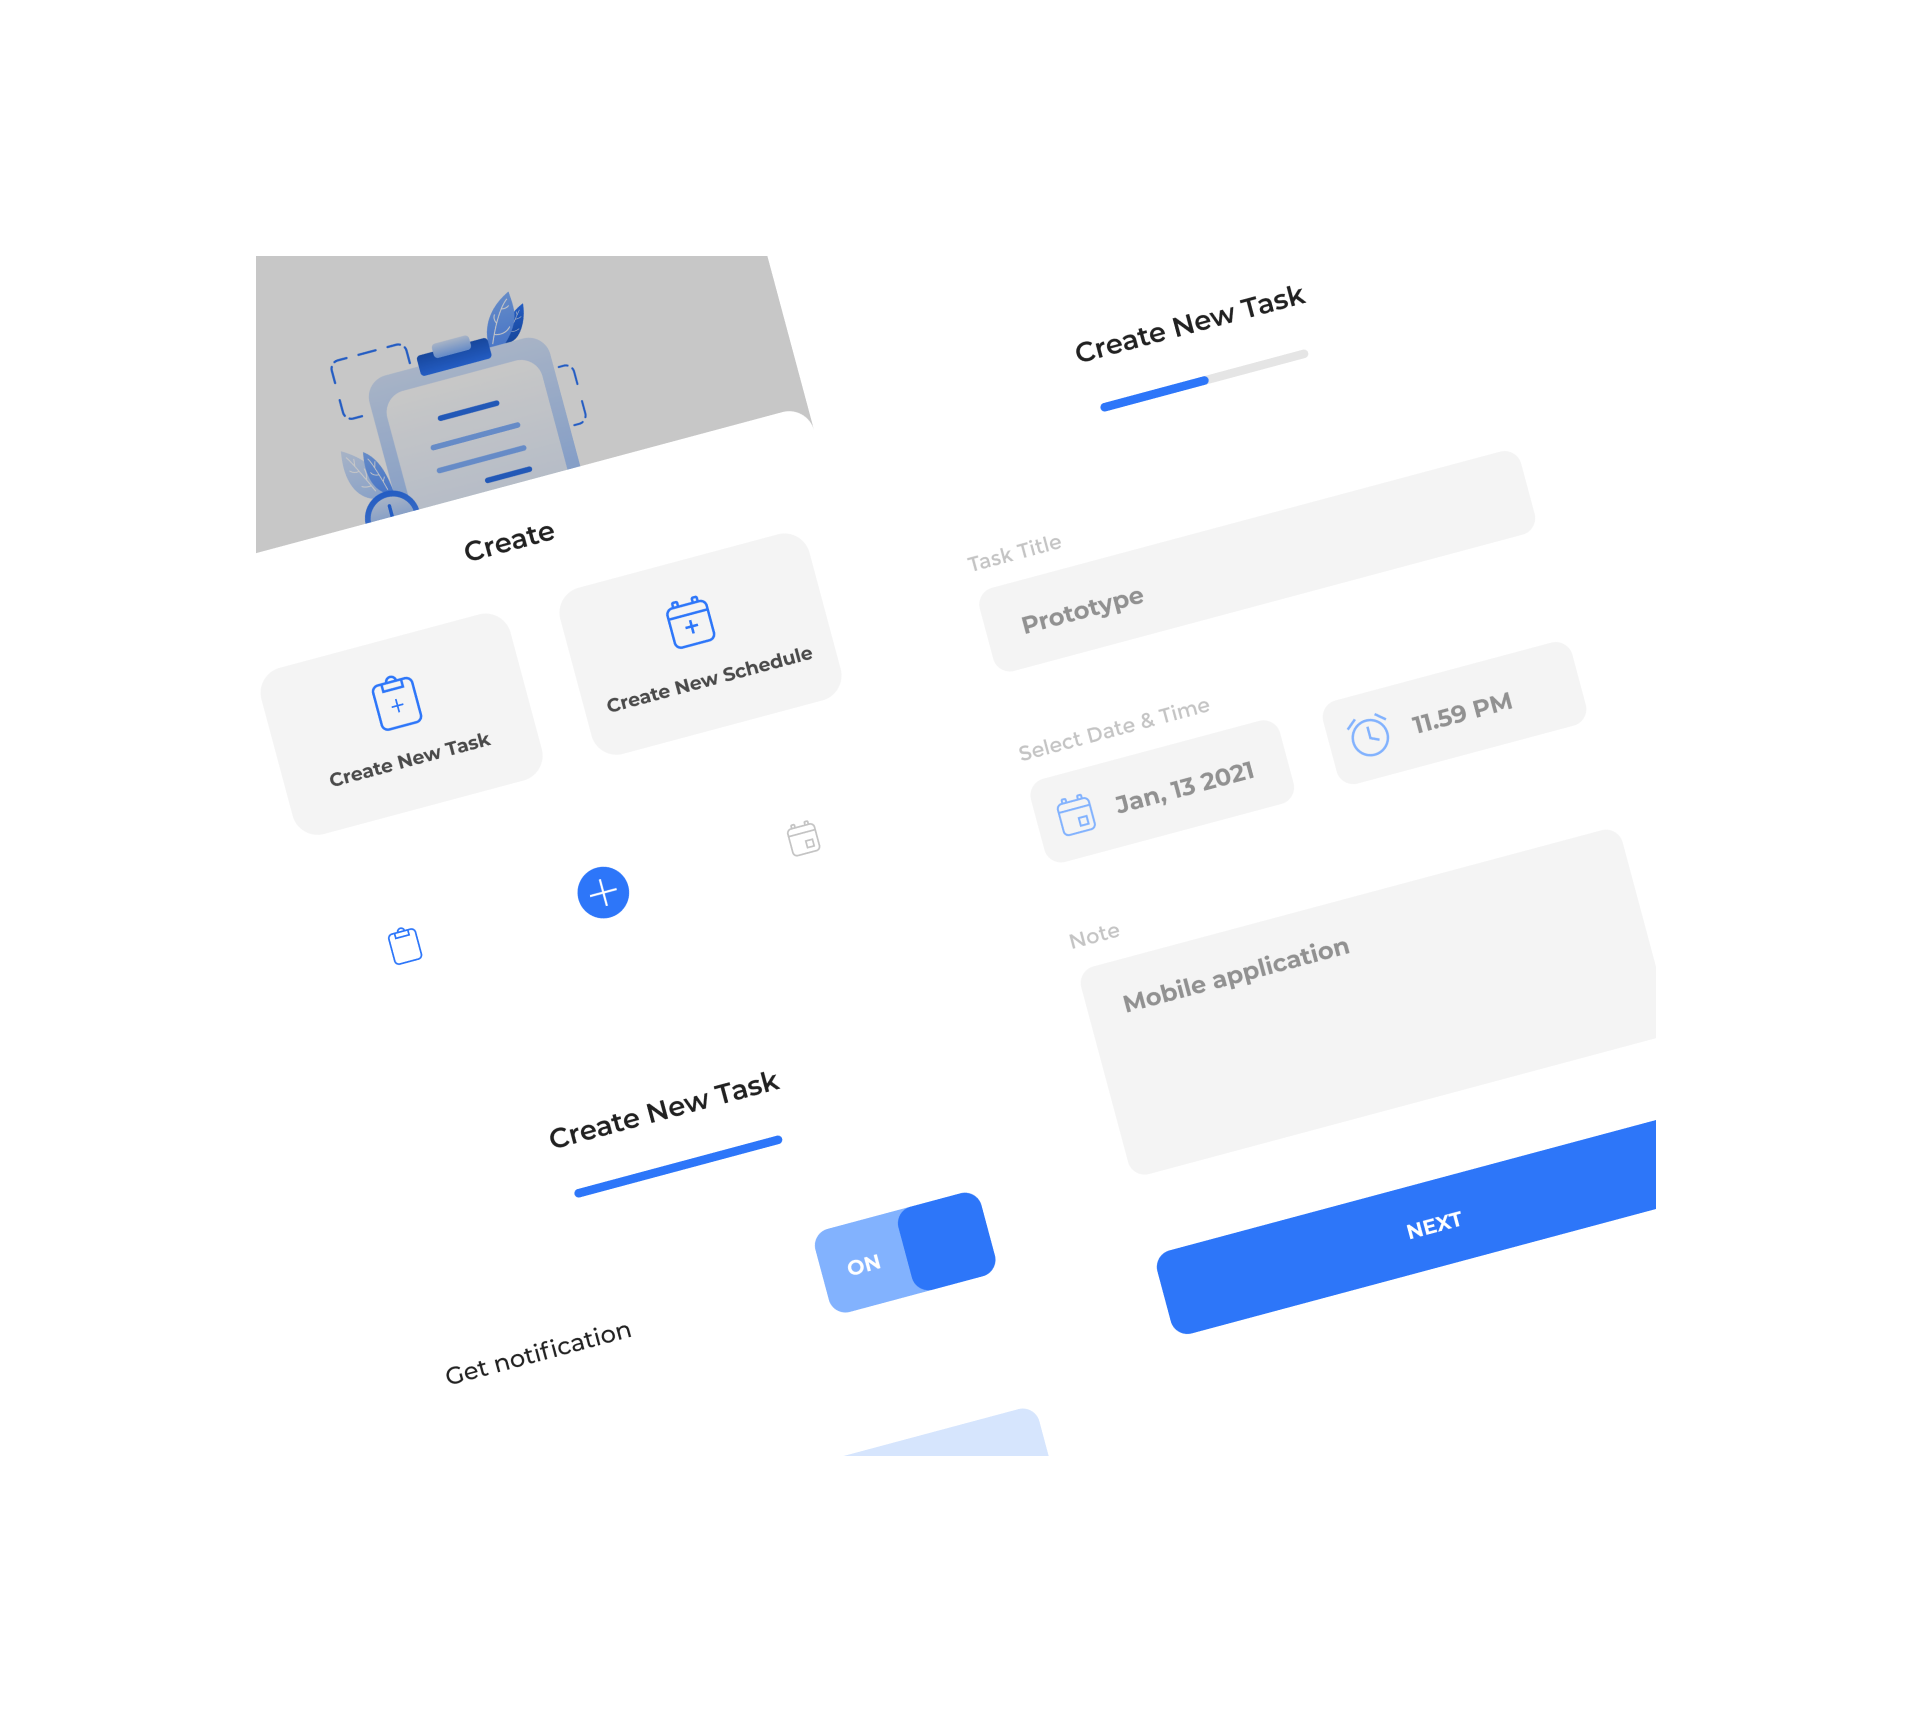 Create
Create New Task
Create New Schedule
Create New Task
Task Title
Prototype
Select Date & Time
Jan, 13 2021
11.59 PM
Note
Mobile application
NEXT
Create New Task
ON
Get notification